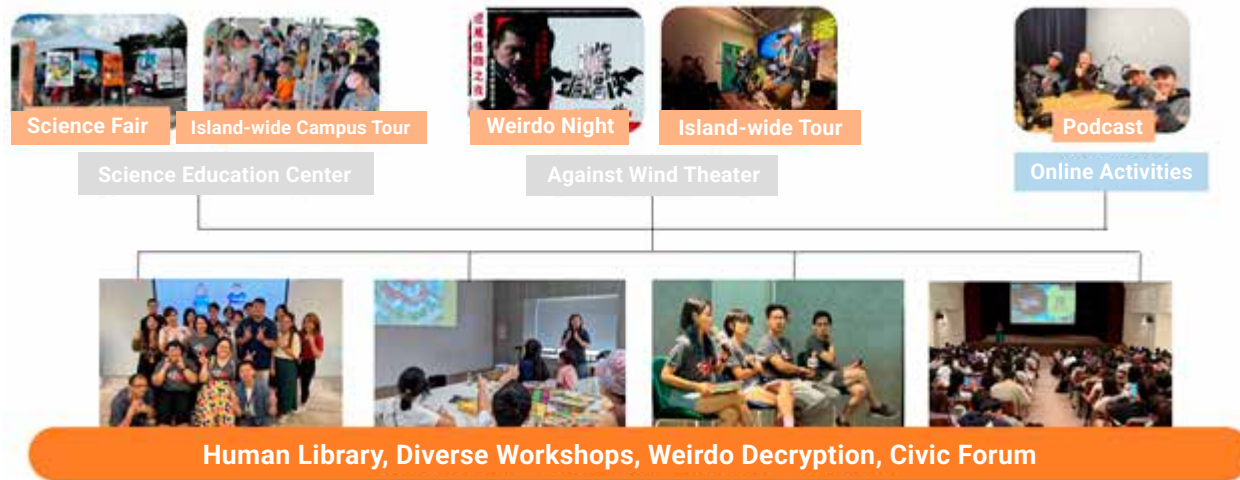 Science Fair
Island-wide Campus Tour
Weirdo Night
Island-wide Tour
Podcast
Science Education Center
Against Wind Theater
Online Activities
Human Library, Diverse Workshops, Weirdo Decryption, Civic Forum